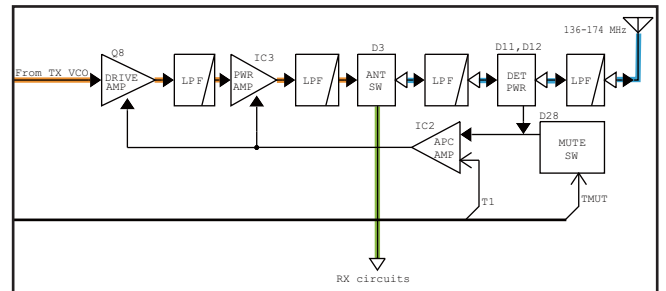 136-174 MHz
Q8
IC3
D3
D11,D12
From TX VCO
DRIVE
AMP
LPF
PWR
AMP
LPF
ANT
SW
LPF
DET
PWR
LPF
IC2
D28
APC
AMP
MUTE
SW
T1
TMUT
RX circuits